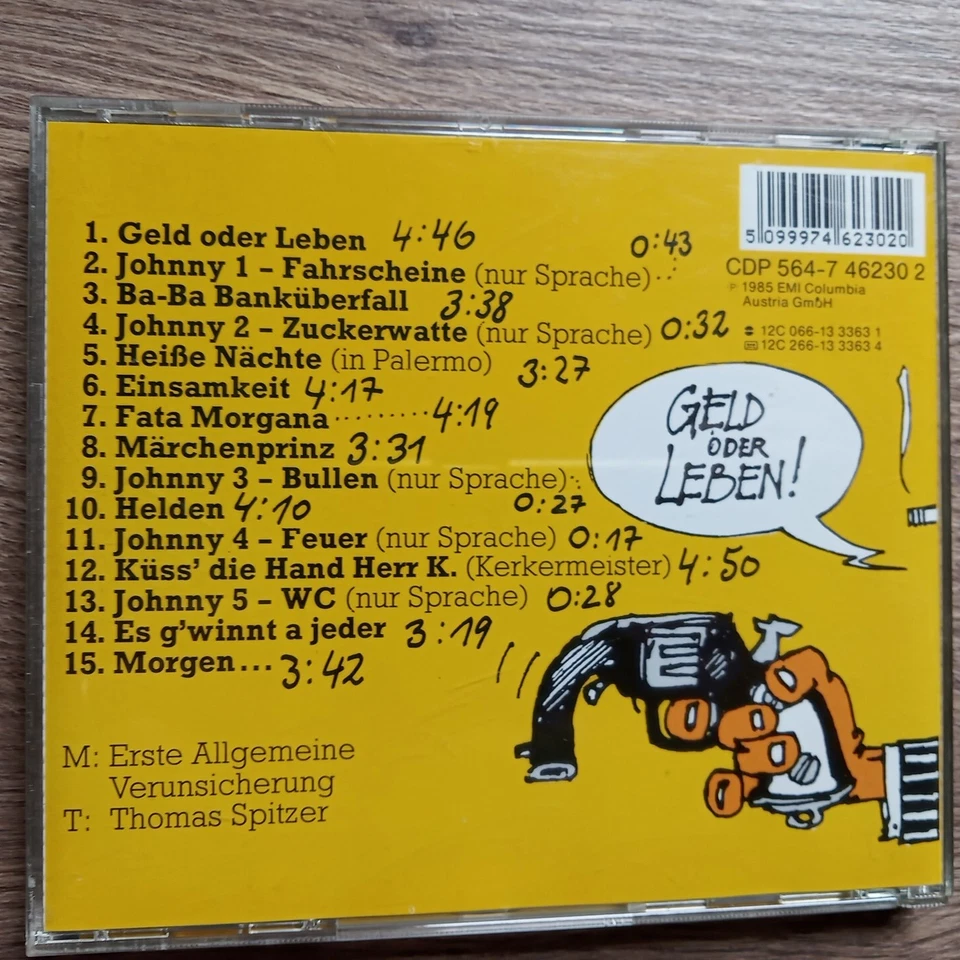 1. Geld oder Leben 4:46
2. Johnny 1 – Fahrscheine (nur Sprache) 0:43
3. Ba-Ba Banküberfall 3:38
4. Johnny 2 – Zuckerwatte (nur Sprache) 0:32
5. Heiße Nächte (in Palermo) 3:27
6. Einsamkeit 4:17
7. Fata Morgana ......... 4:19
8. Märchenprinz 3:31
9. Johnny 3 – Bullen (nur Sprache) 0:27
10. Helden 4:10
11. Johnny 4 – Feuer (nur Sprache) 0:17
12. Küss' die Hand Herr K. (Kerkermeister) 4:50
13. Johnny 5 – WC (nur Sprache) 0:28
14. Es g'winnt a jeder 3:19
15. Morgen... 3:42
M: Erste Allgemeine
Verunsicherung
T: Thomas Spitzer
5 099974 623020
CDP 564-7 46230 2
℗ 1985 EMI Columbia
Austria GmbH
12C 066-13 3363 1
12C 266-13 3363 4
GELD
ODER
LEBEN!